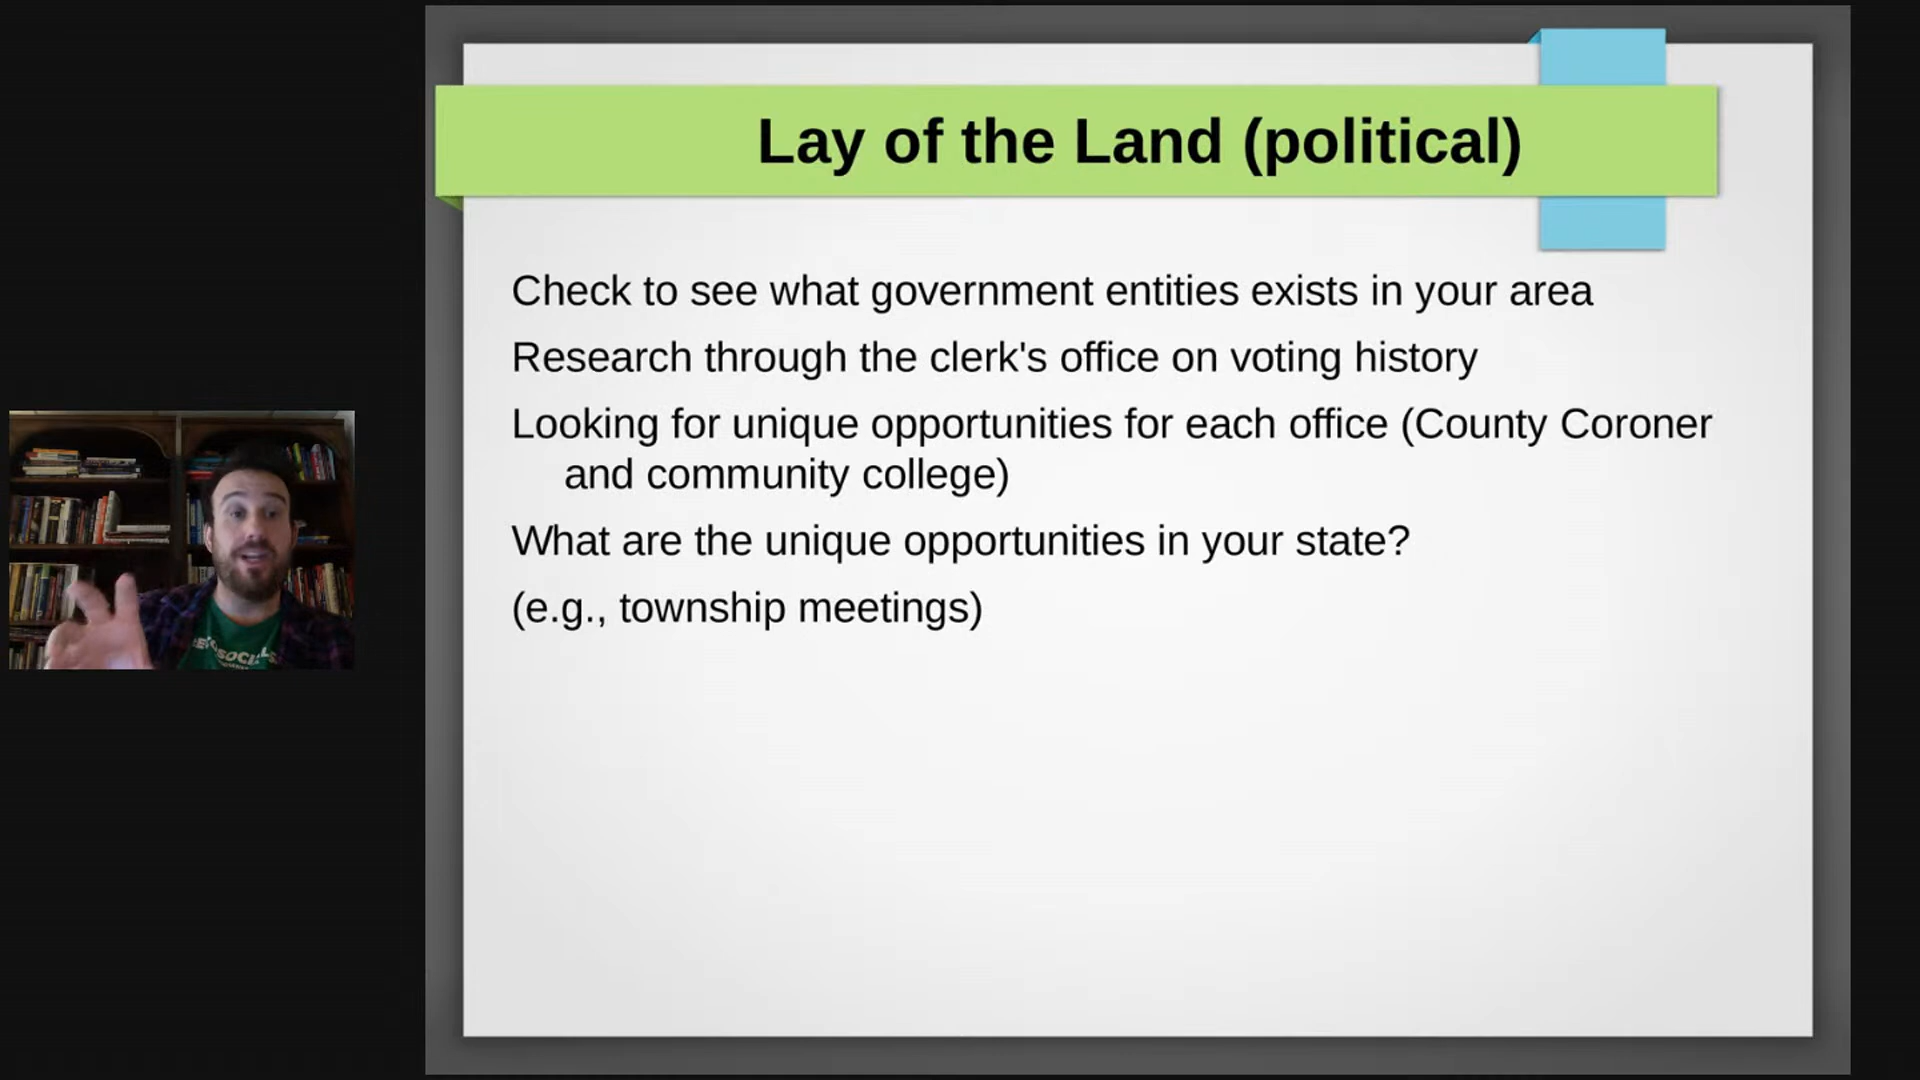 Lay of the Land (political)
Check to see what government entities exists in your area
Research through the clerk's office on voting history
Looking for unique opportunities for each office (County Coroner
and community college)
What are the unique opportunities in your state?
(e.g., township meetings)